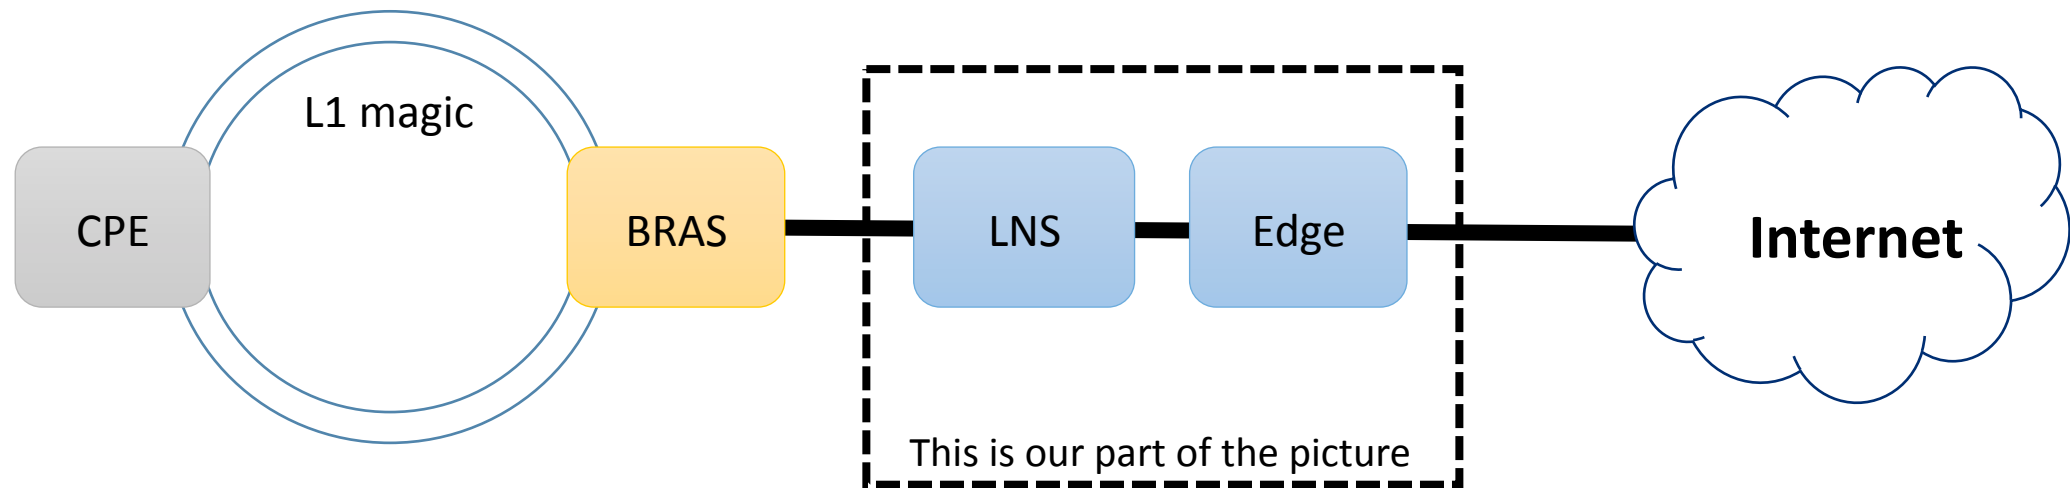 L1 magic
CPE
BRAS
LNS
Edge
Internet
This is our part of the picture